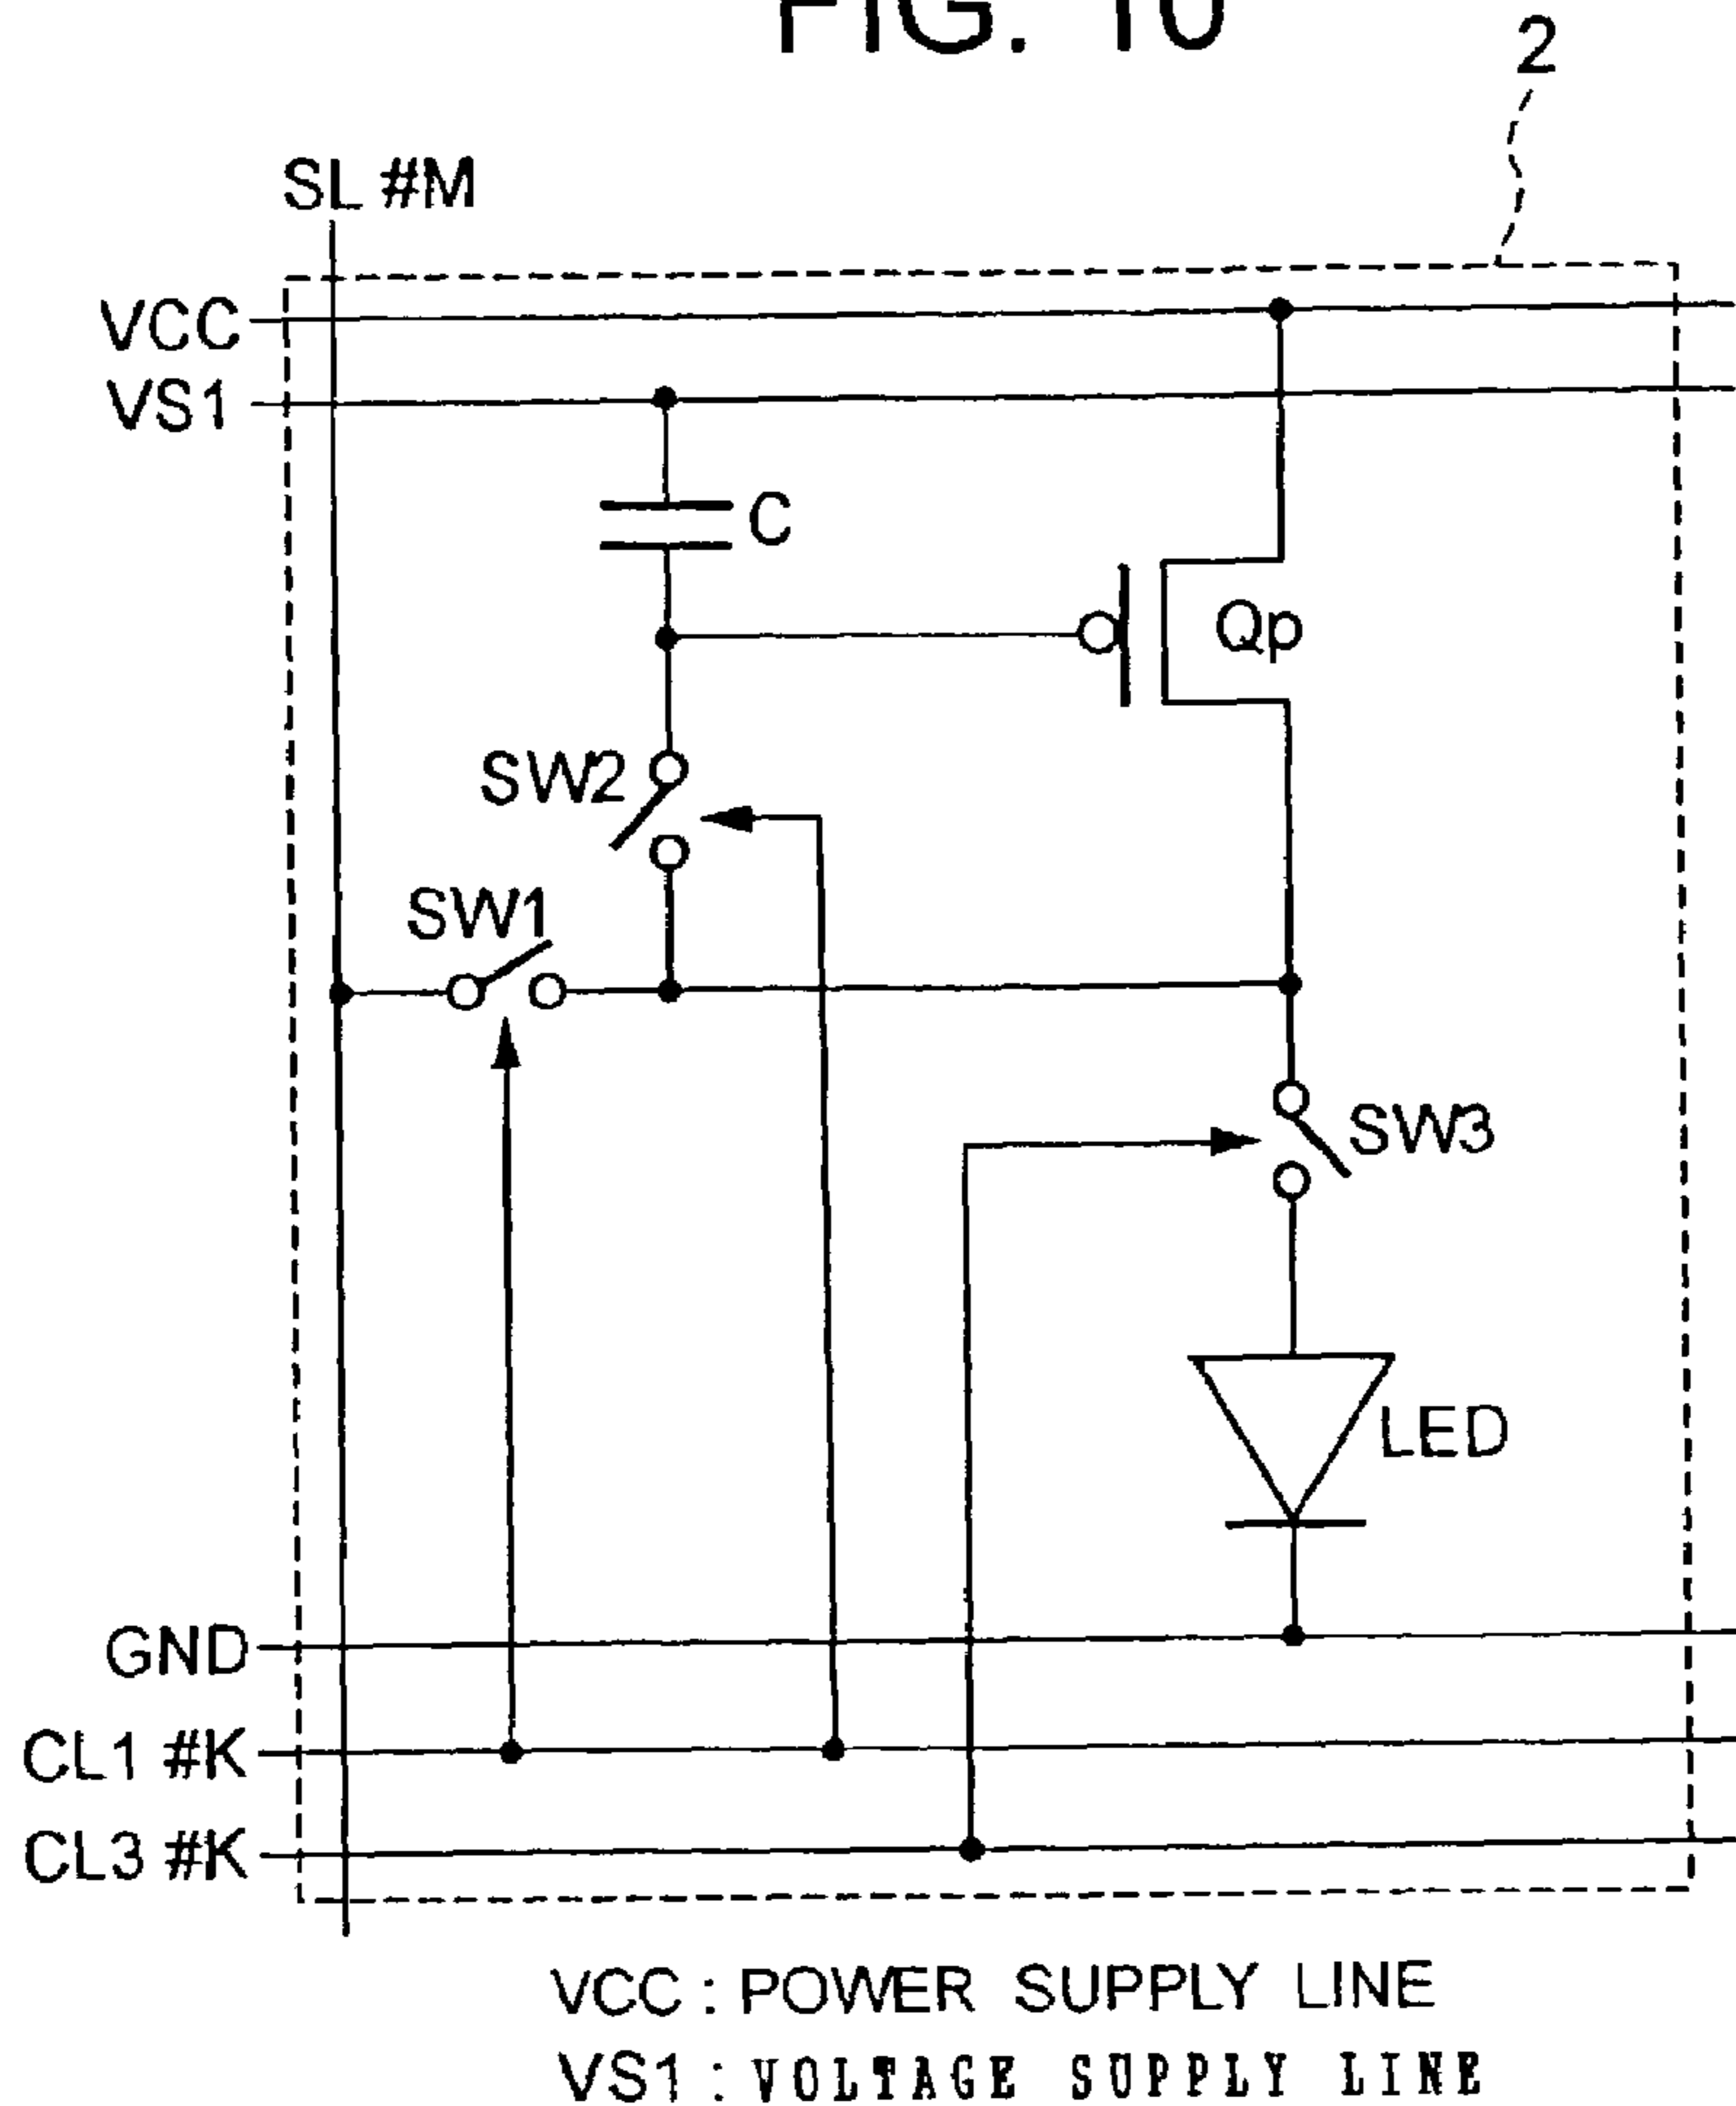 FIG. 10
2
SL #M
VCC
VS1
C
Qp
SW2
SW1
SW3
LED
GND
CL1 #K
CL3 #K
VCC : POWER SUPPLY LINE
VS1 : VOLTAGE SUPPLY LINE